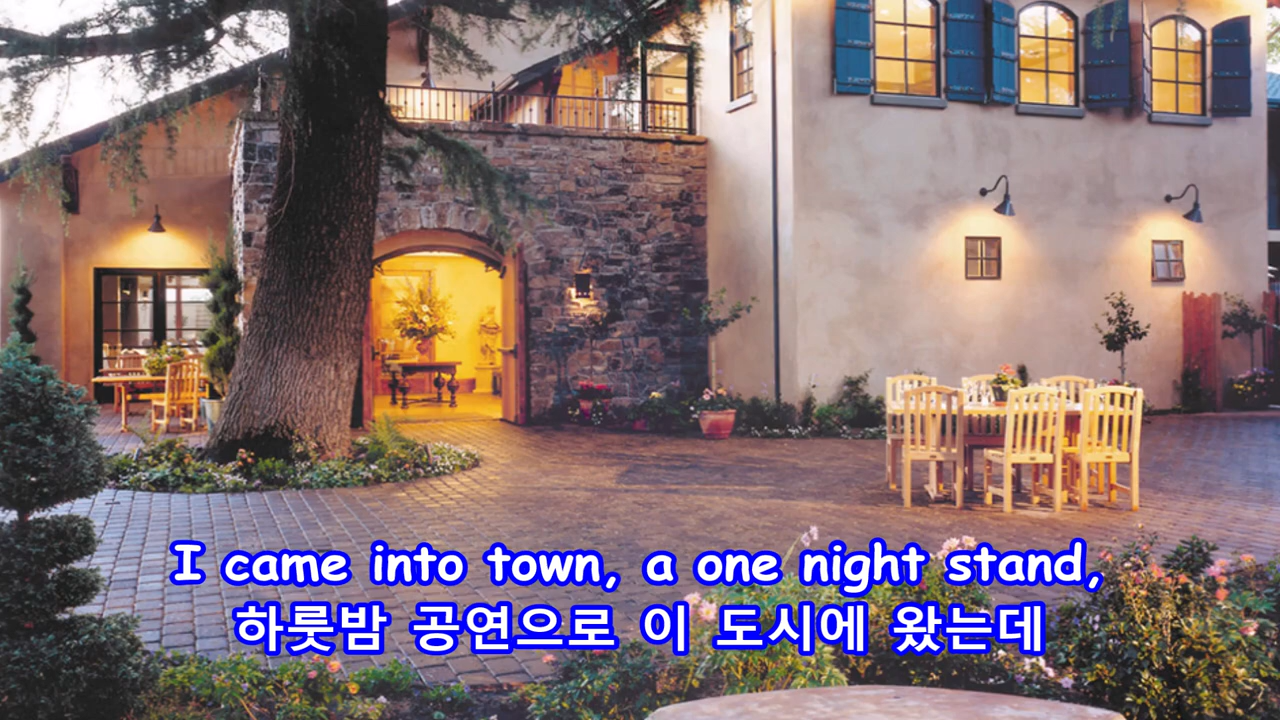 I came into town, a one night stand,
하룻밤 공연으로 이 도시에 왔는데